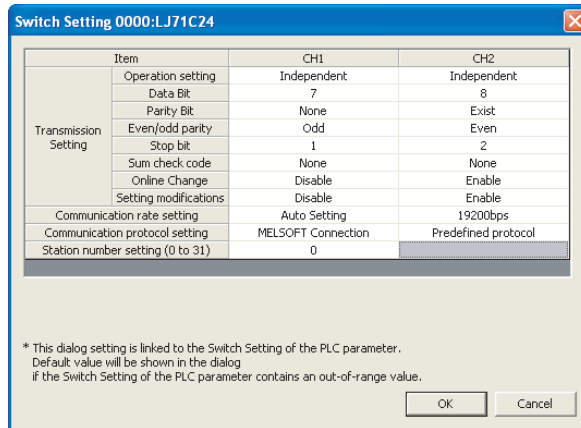 Switch Setting 0000:LJ71C24
Item CH1 CH2
Transmission Setting
Operation setting Independent Independent
Data Bit 7 8
Parity Bit None Exist
Even/odd parity Odd Even
Stop bit 1 2
Sum check code None None
Online Change Disable Enable
Setting modifications Disable Enable
Communication rate setting Auto Setting 19200bps
Communication protocol setting MELSOFT Connection Predefined protocol
Station number setting (0 to 31) 0
* This dialog setting is linked to the Switch Setting of the PLC parameter.
Default value will be shown in the dialog
if the Switch Setting of the PLC parameter contains an out-of-range value.
OK Cancel